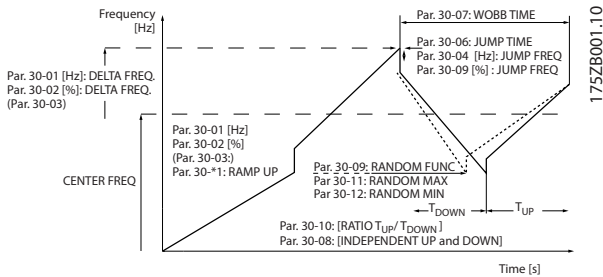 Frequency
[Hz]
Par. 30-07: WOBB TIME
Par. 30-06: JUMP TIME
Par. 30-04 [Hz]: JUMP FREQ
Par. 30-09 [%] : JUMP FREQ
175ZB001.10
Par. 30-01 [Hz]: DELTA FREQ.
Par. 30-02 [%]: DELTA FREQ.
(Par. 30-03)
Par. 30-01 [Hz]
Par. 30-02 [%]
(Par. 30-03:)
Par. 30-*1: RAMP UP
CENTER FREQ
Par. 30-09: RANDOM FUNC
Par 30-11: RANDOM MAX
Par 30-12: RANDOM MIN
TDOWN
TUP
Par. 30-10: [RATIO TUP/ TDOWN ]
Par. 30-08: [INDEPENDENT UP and DOWN]
Time [s]